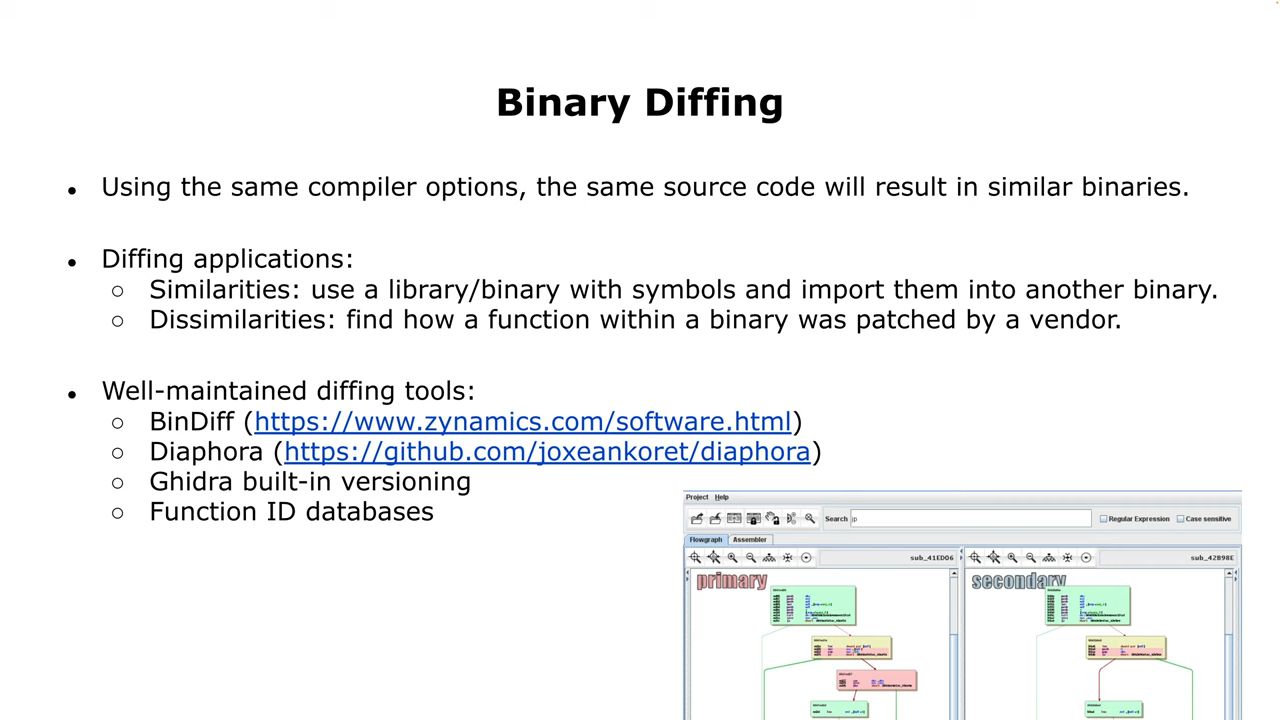 Binary Diffing
● Using the same compiler options, the same source code will result in similar binaries.
● Diffing applications:
○ Similarities: use a library/binary with symbols and import them into another binary.
○ Dissimilarities: find how a function within a binary was patched by a vendor.
● Well-maintained diffing tools:
○ BinDiff (https://www.zynamics.com/software.html)
○ Diaphora (https://github.com/joxeankoret/diaphora)
○ Ghidra built-in versioning
○ Function ID databases
Project Help
Search jp Regular Expression Case sensitive
Flowgraph Assembler
sub_41ED06 sub_42B98E
primary secondary